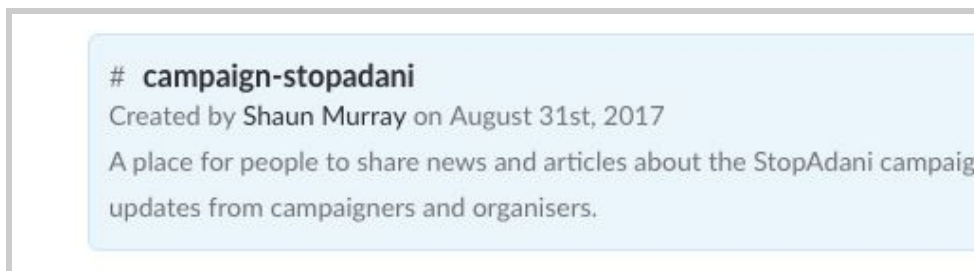 # campaign-stopadani
Created by Shaun Murray on August 31st, 2017
A place for people to share news and articles about the StopAdani campaig
updates from campaigners and organisers.